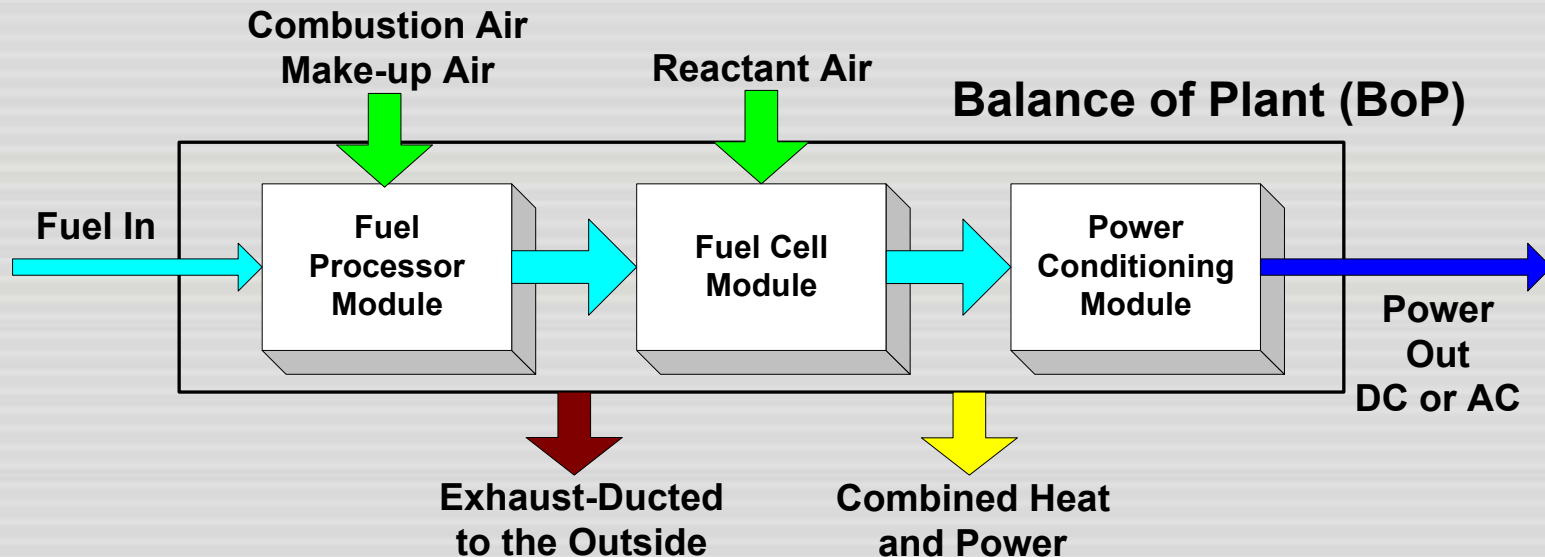 Combustion Air
Make-up Air
Reactant Air
Balance of Plant (BoP)
Fuel In
Fuel
Processor
Module
Fuel Cell
Module
Power
Conditioning
Module
Power
Out
DC or AC
Exhaust-Ducted
to the Outside
Combined Heat
and Power